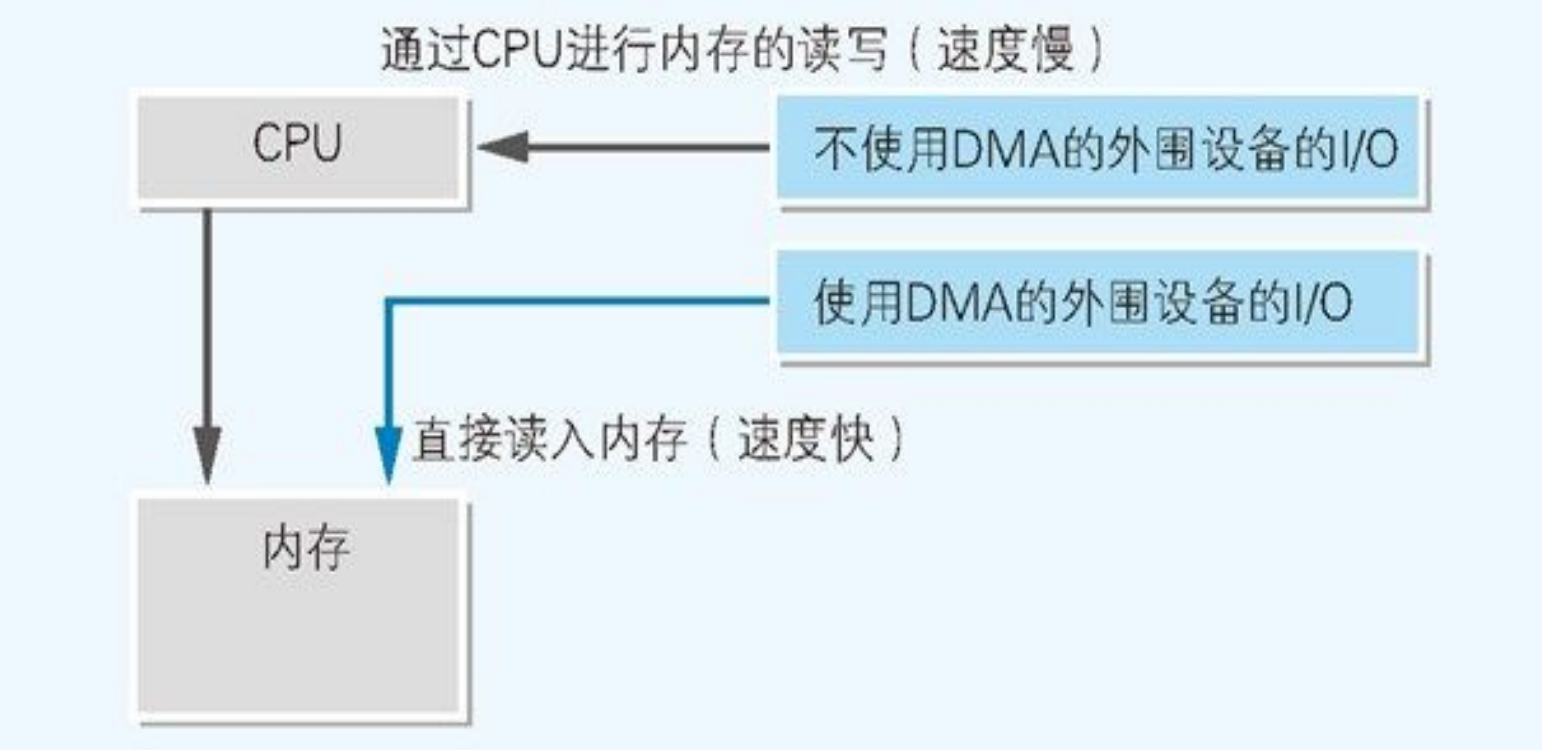 通过CPU进行内存的读写（速度慢）
CPU
不使用DMA的外围设备的I/O
使用DMA的外围设备的I/O
直接读入内存（速度快）
内存